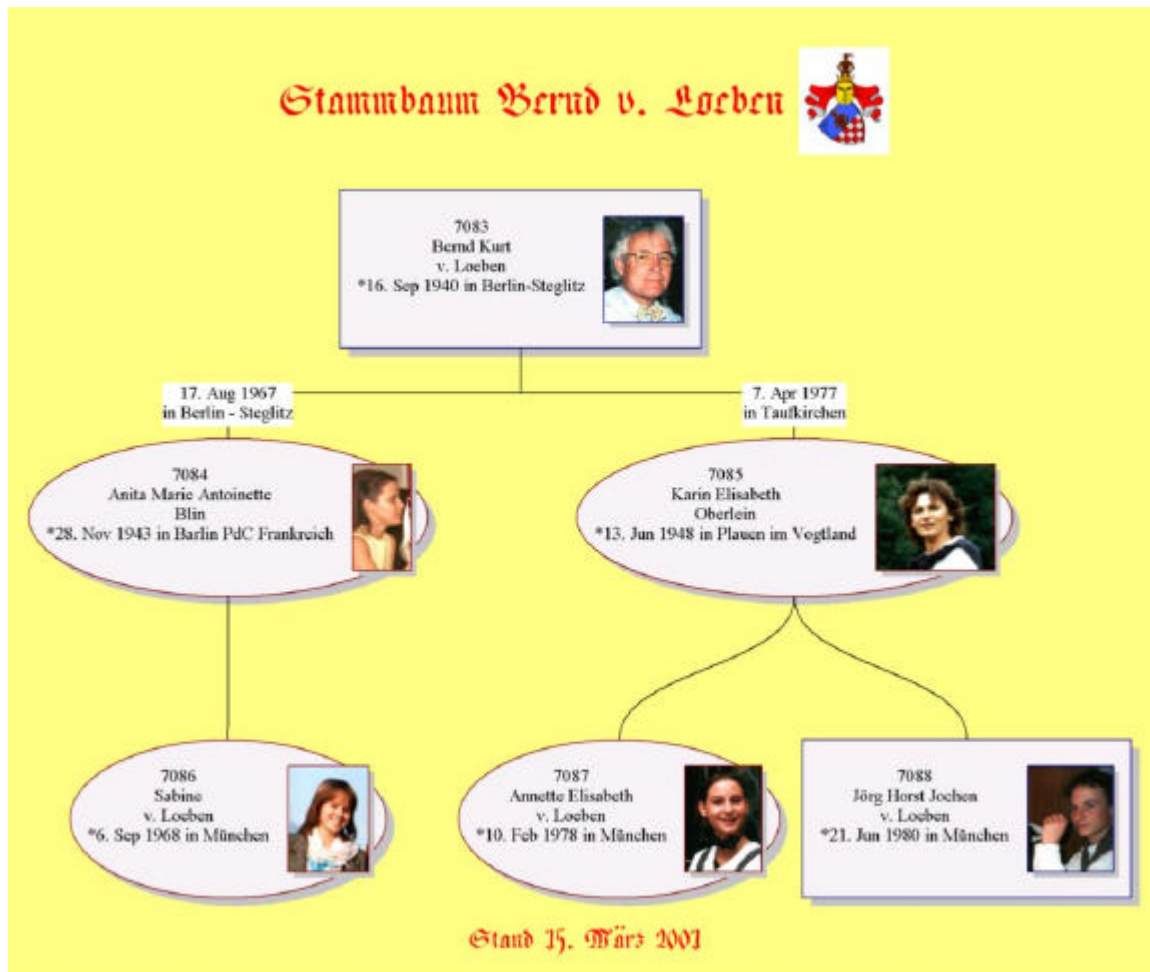 Stammbaum Bernd v. Loeben
7083
Bernd Kurt
v. Loeben
*16. Sep 1940 in Berlin-Steglitz
17. Aug 1967
in Berlin - Steglitz
7. Apr 1977
in Taufkirchen
7084
Anita Marie Antoinette
Blin
*28. Nov 1943 in Barlin PdC Frankreich
7085
Karin Elisabeth
Oberlein
*13. Jun 1948 in Plauen im Vogtland
7086
Sabine
v. Loeben
*6. Sep 1968 in München
7087
Annette Elisabeth
v. Loeben
*10. Feb 1978 in München
7088
Jörg Horst Jochen
v. Loeben
*21. Jun 1980 in München
Stand 15. März 2001